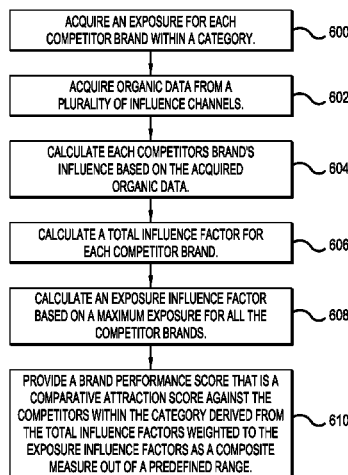 ACQUIRE AN EXPOSURE FOR EACH
COMPETITOR BRAND WITHIN A CATEGORY.
600
ACQUIRE ORGANIC DATA FROM A
PLURALITY OF INFLUENCE CHANNELS.
602
CALCULATE EACH COMPETITORS BRAND'S
INFLUENCE BASED ON THE ACQUIRED
ORGANIC DATA.
604
CALCULATE A TOTAL INFLUENCE FACTOR FOR
EACH COMPETITOR BRAND.
606
CALCULATE AN EXPOSURE INFLUENCE FACTOR
BASED ON A MAXIMUM EXPOSURE FOR ALL THE
COMPETITOR BRANDS.
608
PROVIDE A BRAND PERFORMANCE SCORE THAT IS A
COMPARATIVE ATTRACTION SCORE AGAINST THE
COMPETITORS WITHIN THE CATEGORY DERIVED FROM
THE TOTAL INFLUENCE FACTORS WEIGHTED TO THE
EXPOSURE INFLUENCE FACTORS AS A COMPOSITE
MEASURE OUT OF A PREDEFINED RANGE.
610